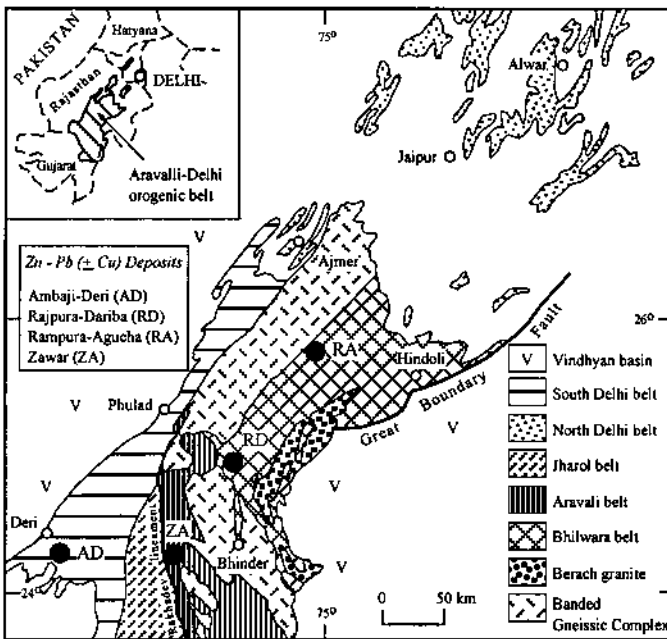 PAKISTAN
Haryana
Rajasthan
DELHI
Gujarat
Aravalli-Delhi
orogenic belt
75°
Alwar
Jaipur
V
Zn - Pb (± Cu) Deposits
Ambaji-Deri (AD)
Rajpura-Dariba (RD)
Rampura-Agucha (RA)
Zawar (ZA)
Ajmer
26°
RA
Hindoli
Great Boundary Fault
V
Phulad
V
RD
V
V
Deri
AD
ZA
lineament
Bhinder
V
24°
75°
0 50 km
V Vindhyan basin
South Delhi belt
North Delhi belt
Jharol belt
Aravali belt
Bhilwara belt
Berach granite
Banded
Gneissic Complex